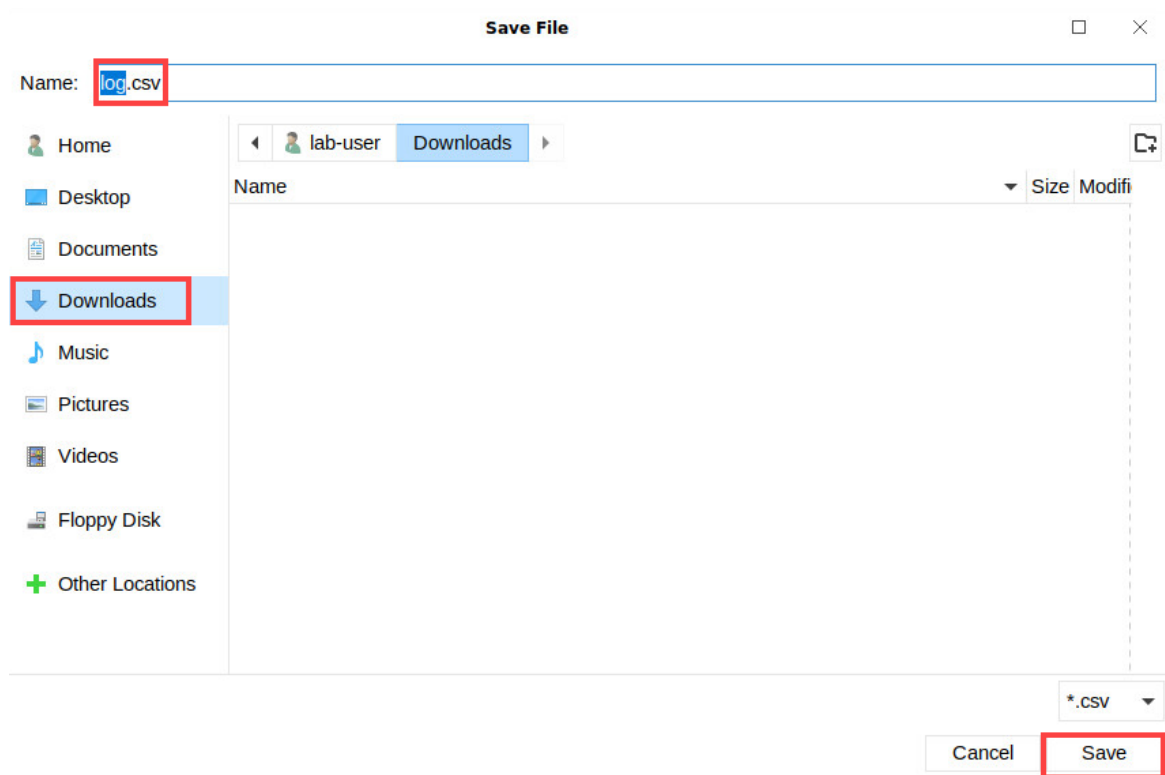 Save File
Name: log.csv
Home
Desktop
Documents
Downloads
Music
Pictures
Videos
Floppy Disk
Other Locations
lab-user Downloads
Name Size Modifi
*.csv
Cancel Save